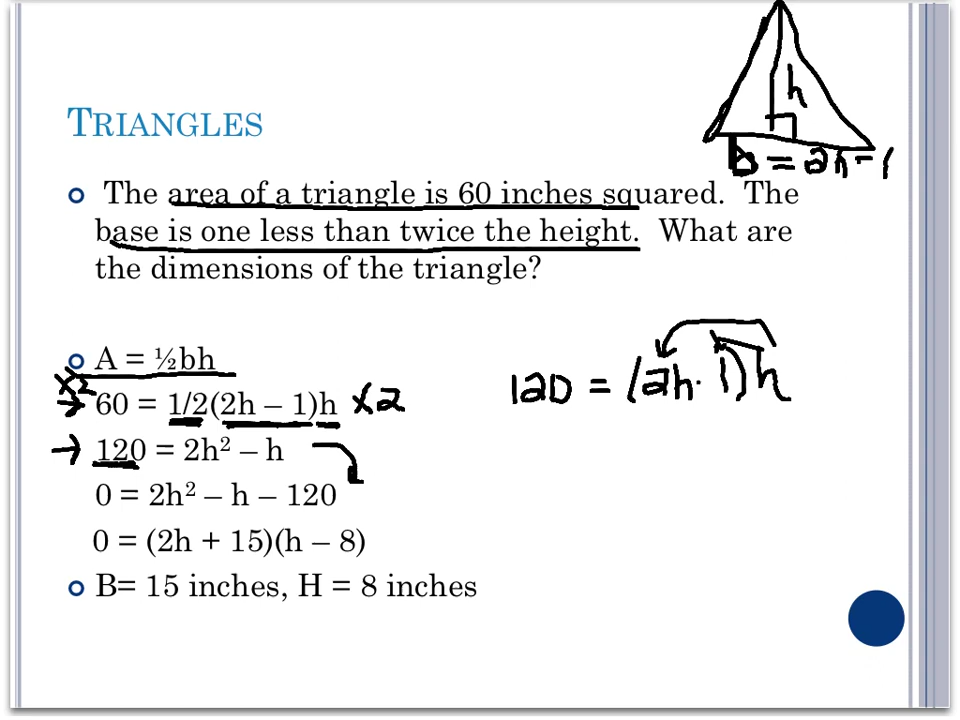 h
b = 2h - 1
TRIANGLES
The area of a triangle is 60 inches squared. The
base is one less than twice the height. What are
the dimensions of the triangle?
A = ½bh
x2
→ 60 = 1/2(2h – 1)h x2
→ 120 = 2h² – h
120 = (2h · 1)h
0 = 2h² – h – 120
0 = (2h + 15)(h – 8)
B= 15 inches, H = 8 inches